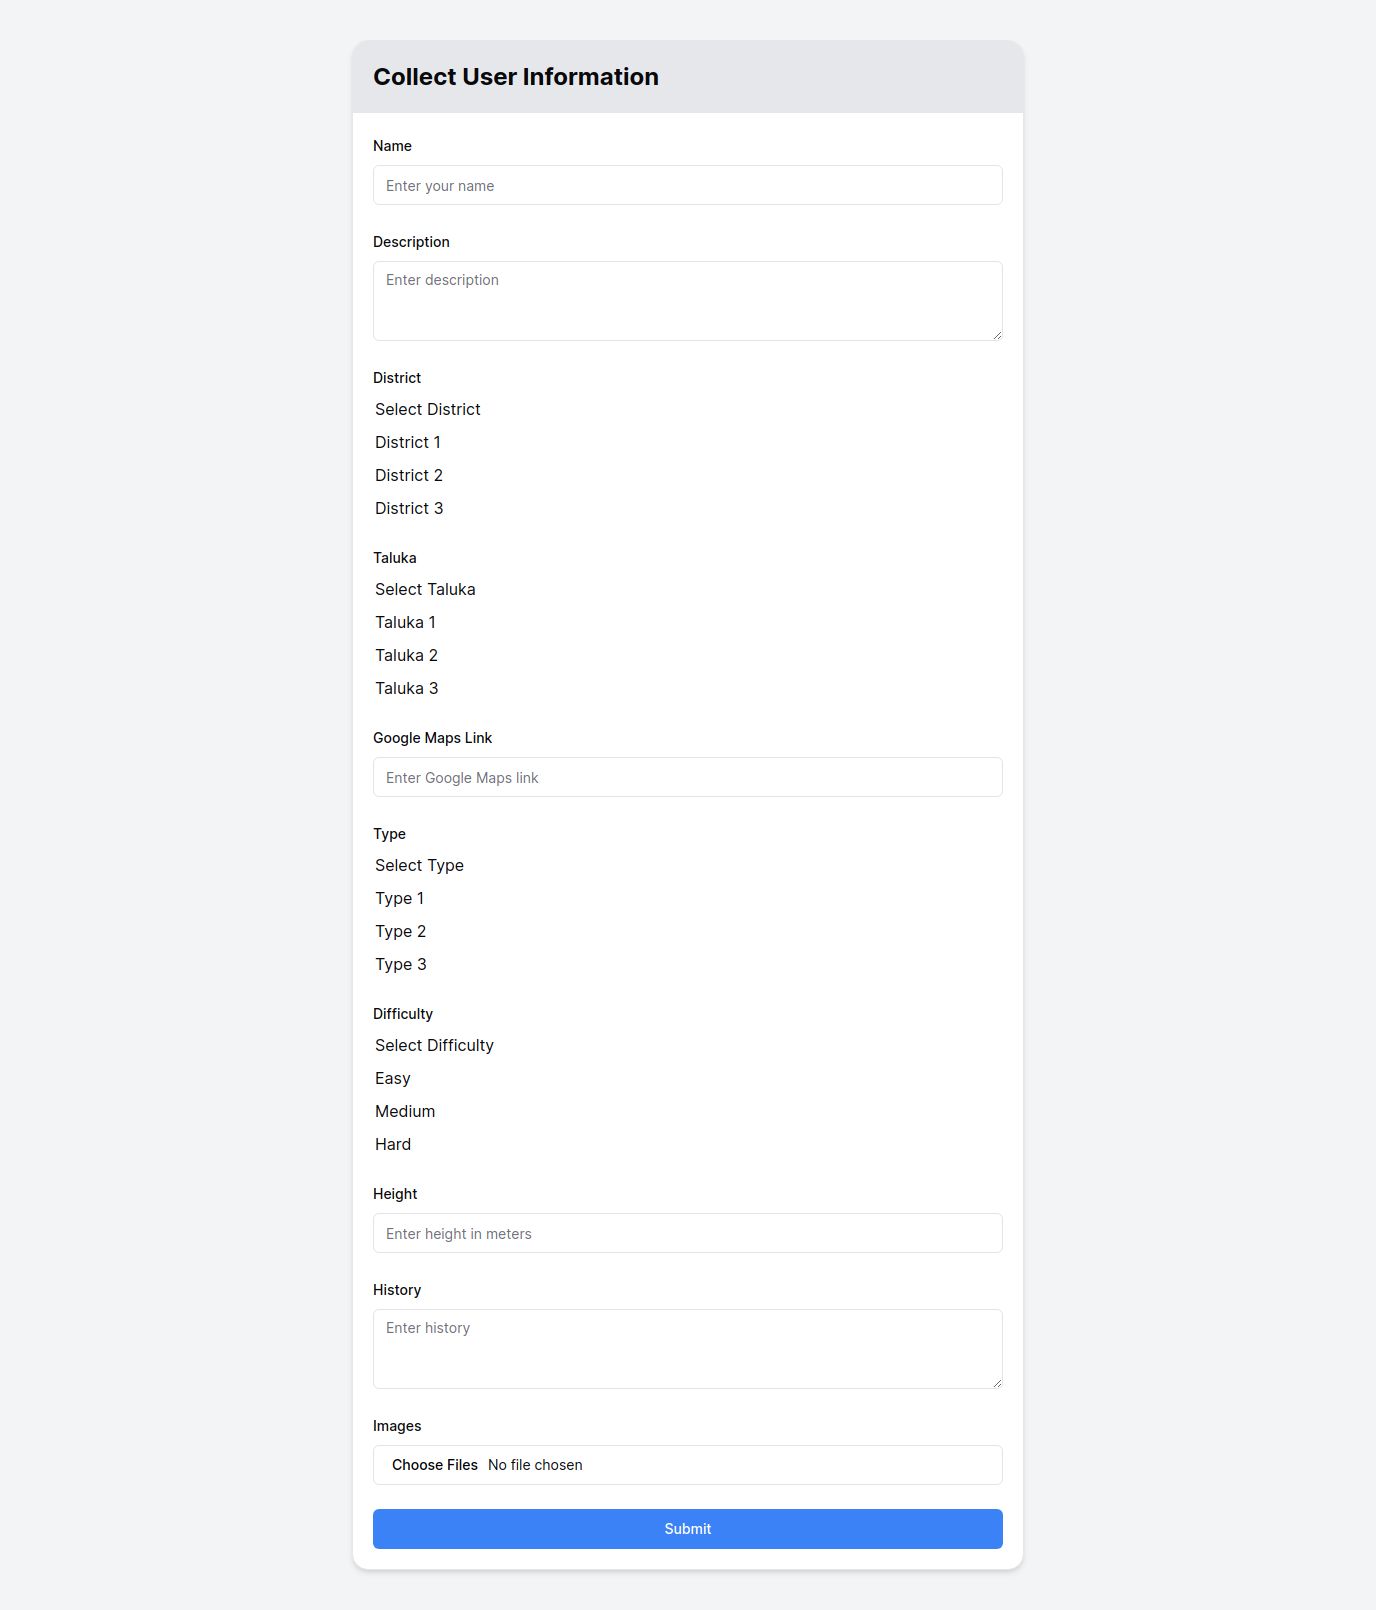 Collect User Information
Name
Enter your name
Description
Enter description
District
Select District
District 1
District 2
District 3
Taluka
Select Taluka
Taluka 1
Taluka 2
Taluka 3
Google Maps Link
Enter Google Maps link
Type
Select Type
Type 1
Type 2
Type 3
Difficulty
Select Difficulty
Easy
Medium
Hard
Height
Enter height in meters
History
Enter history
Images
Choose Files No file chosen
Submit